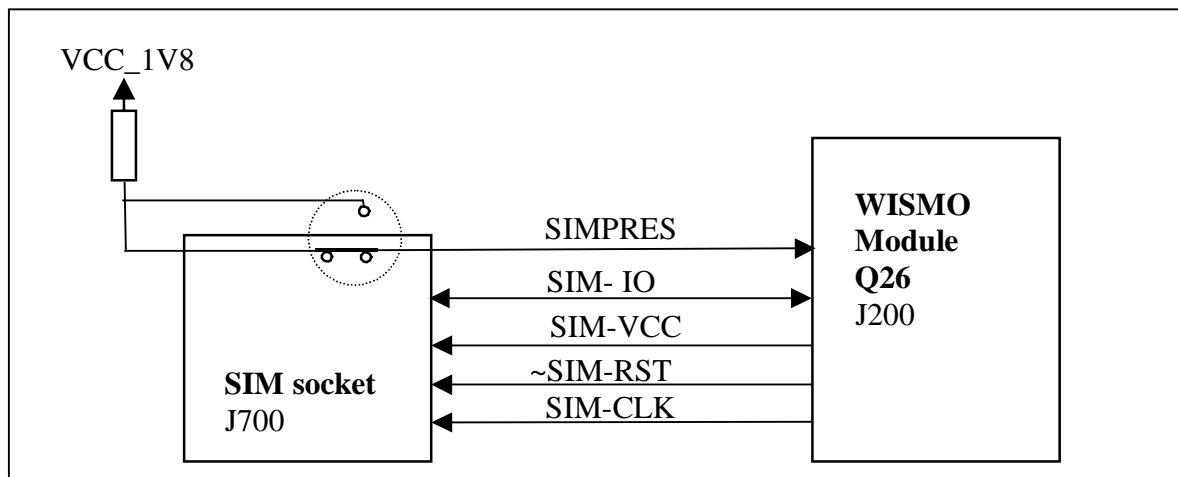 VCC_1V8
SIMPRES
SIM- IO
SIM-VCC
~SIM-RST
SIM-CLK
SIM socket
J700
WISMO
Module
Q26
J200